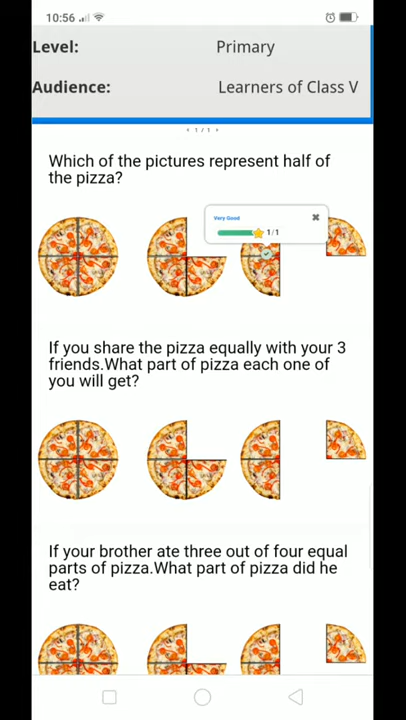 10:56
Level: Primary
Audience: Learners of Class V
1 / 1
Which of the pictures represent half of
the pizza?
Very Good
1/1
If you share the pizza equally with your 3
friends.What part of pizza each one of
you will get?
If your brother ate three out of four equal
parts of pizza.What part of pizza did he
eat?